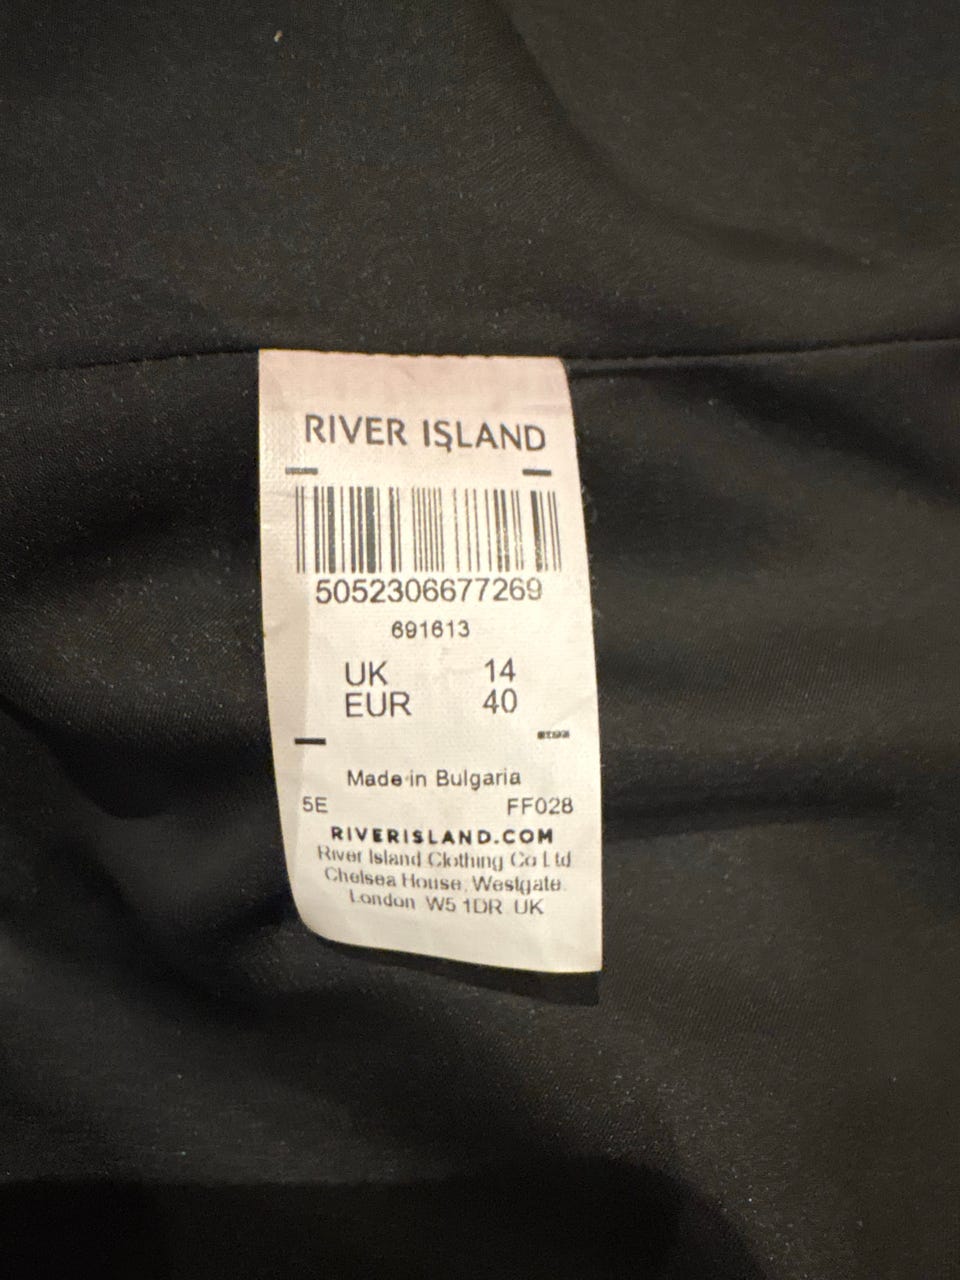 RIVER ISLAND
5052306677269
691613
UK 14
EUR 40
Made in Bulgaria
5E FF028
RIVERISLAND.COM
River Island Clothing Co Ltd
Chelsea House, Westgate.
London W5 1DR UK